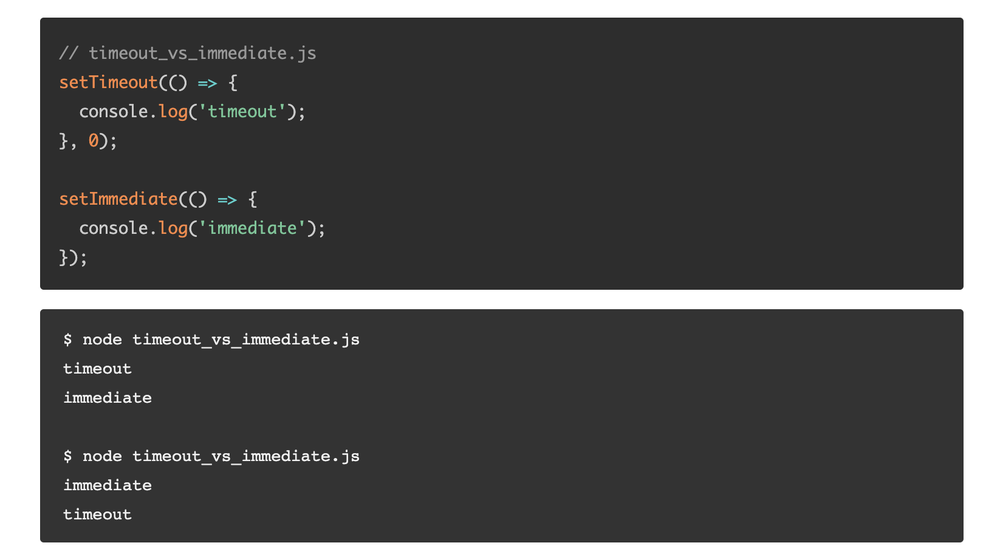 // timeout_vs_immediate.js
setTimeout(() => {
  console.log('timeout');
}, 0);

setImmediate(() => {
  console.log('immediate');
});

$ node timeout_vs_immediate.js
timeout
immediate

$ node timeout_vs_immediate.js
immediate
timeout